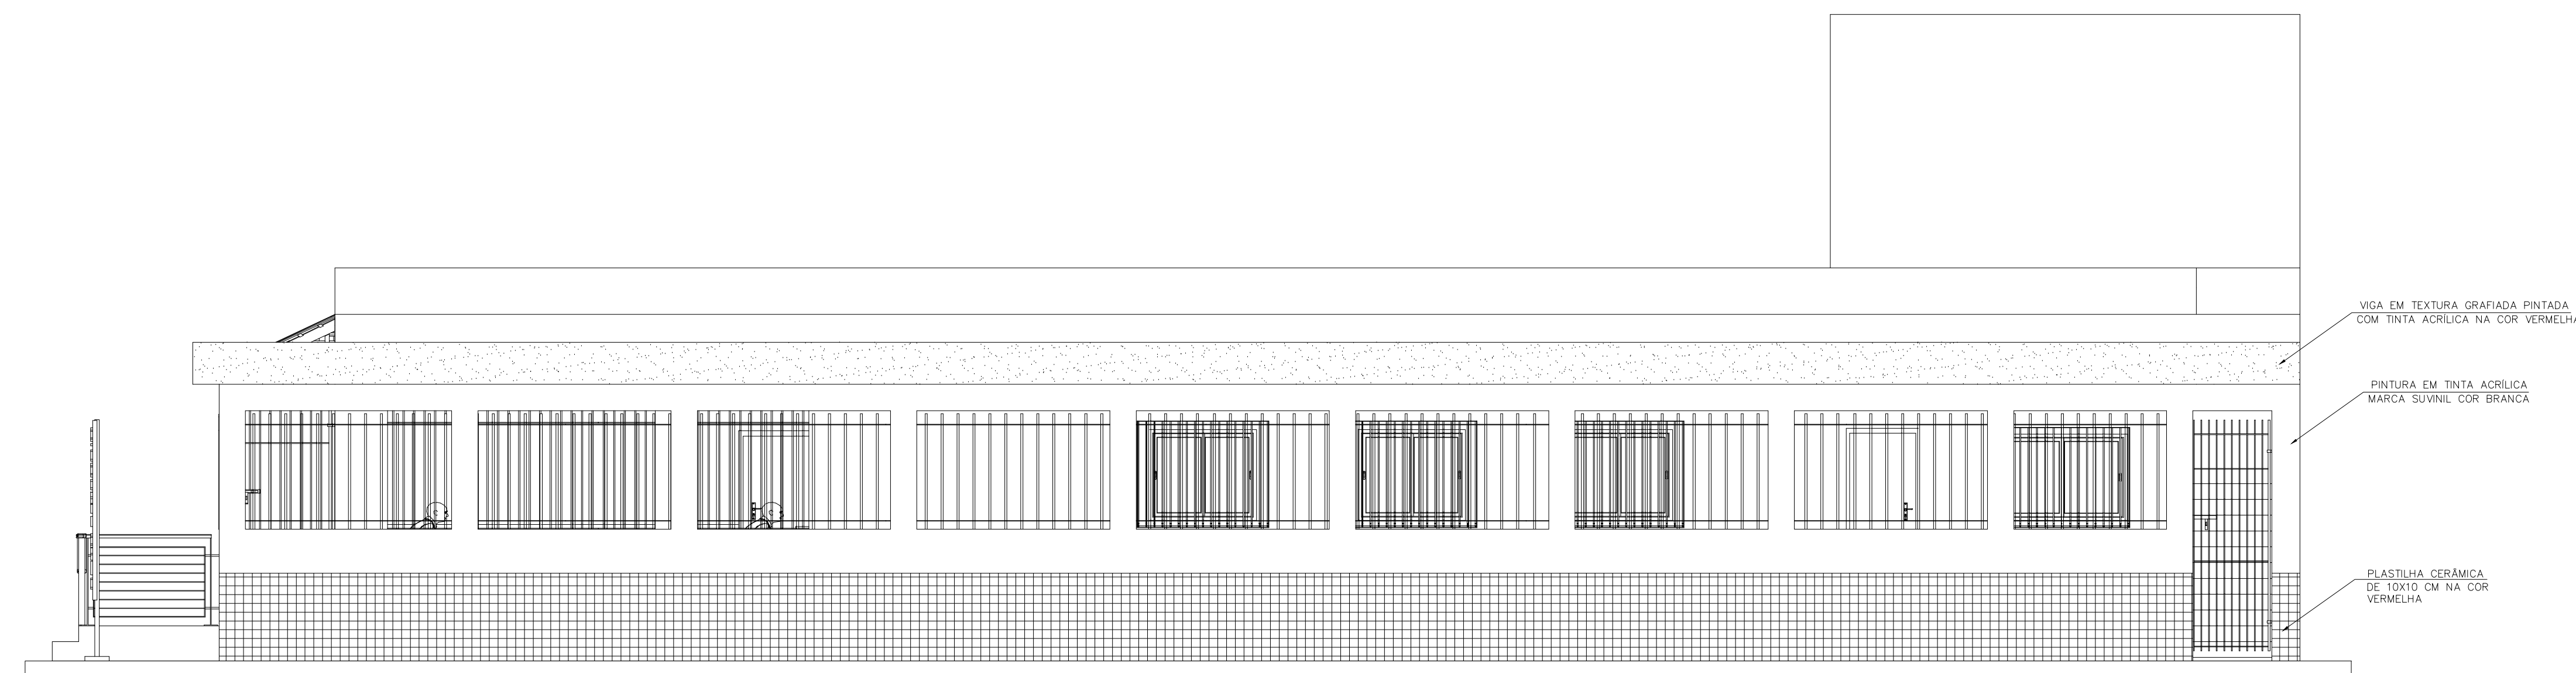 VIGA EM TEXTURA GRAFIADA PINTADA
COM TINTA ACRÍLICA NA COR VERMELHA
PINTURA EM TINTA ACRÍLICA
MARCA SUVINIL COR BRANCA
PLASTILHA CERÂMICA
DE 10X10 CM NA COR
VERMELHA